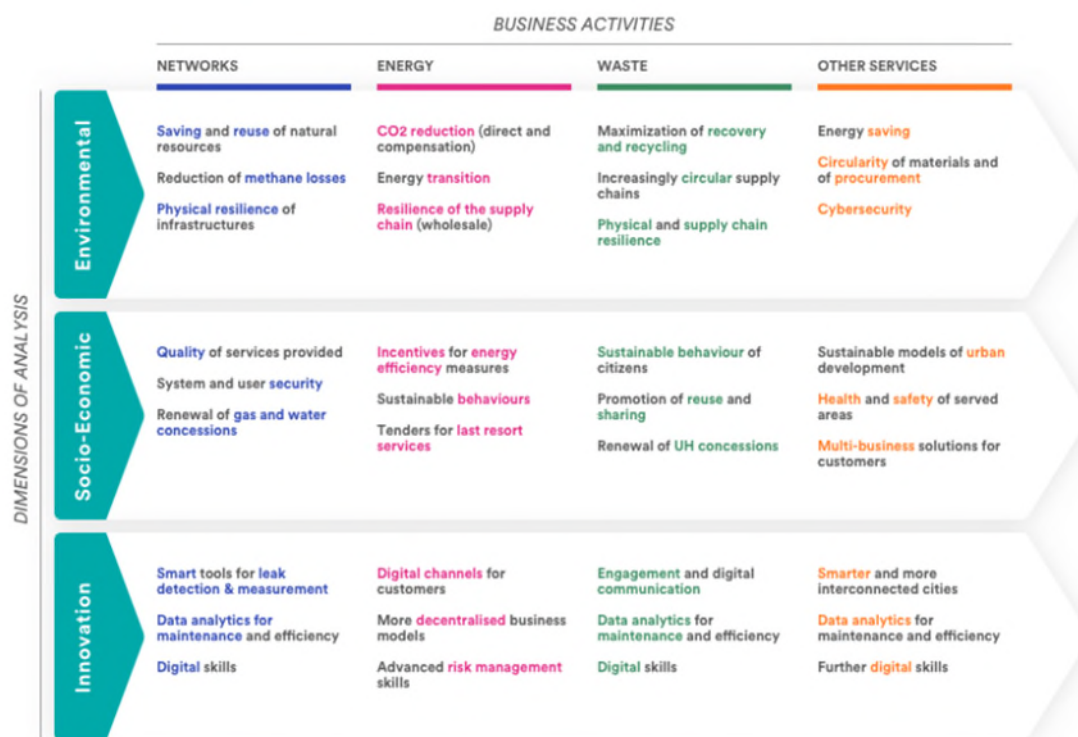 BUSINESS ACTIVITIES
NETWORKS
ENERGY
WASTE
OTHER SERVICES
DIMENSIONS OF ANALYSIS
Environmental
Saving and reuse of natural
resources
Reduction of methane losses
Physical resilience of
infrastructures
CO2 reduction (direct and
compensation)
Energy transition
Resilience of the supply
chain (wholesale)
Maximization of recovery
and recycling
Increasingly circular supply
chains
Physical and supply chain
resilience
Energy saving
Circularity of materials and
of procurement
Cybersecurity
Socio-Economic
Quality of services provided
System and user security
Renewal of gas and water
concessions
Incentives for energy
efficiency measures
Sustainable behaviours
Tenders for last resort
services
Sustainable behaviour of
citizens
Promotion of reuse and
sharing
Renewal of UH concessions
Sustainable models of urban
development
Health and safety of served
areas
Multi-business solutions for
customers
Innovation
Smart tools for leak
detection & measurement
Data analytics for
maintenance and efficiency
Digital skills
Digital channels for
customers
More decentralised business
models
Advanced risk management
skills
Engagement and digital
communication
Data analytics for
maintenance and efficiency
Digital skills
Smarter and more
interconnected cities
Data analytics for
maintenance and efficiency
Further digital skills